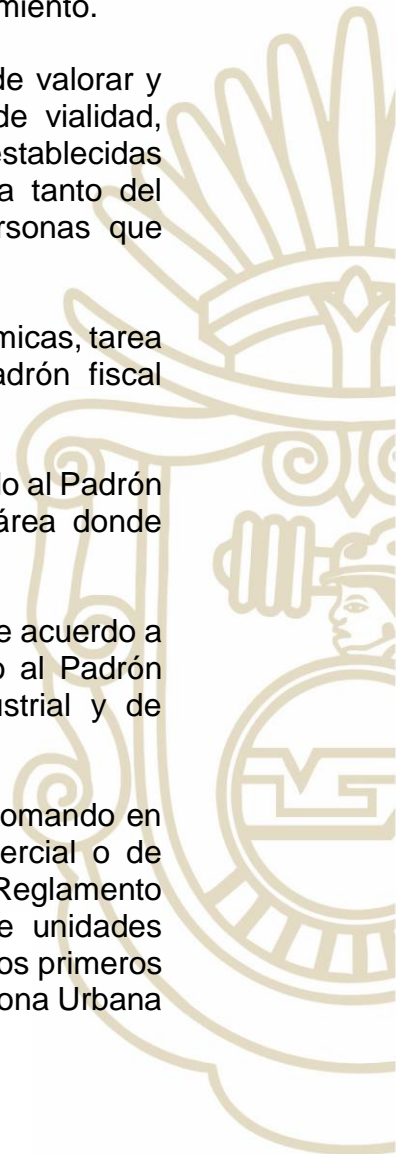 miento.
de valorar y
de vialidad,
establecidas
a tanto del
rsonas que
micas, tarea
adrón fiscal
do al Padrón
área donde
e acuerdo a
o al Padrón
ustrial y de
omando en
ercial o de
Reglamento
e unidades
os primeros
ona Urbana